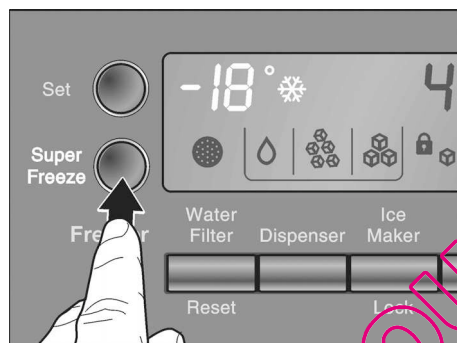 -18°
4
Set
Super
Freeze
Water
Filter
Dispenser
Ice
Maker
Reset
Lock